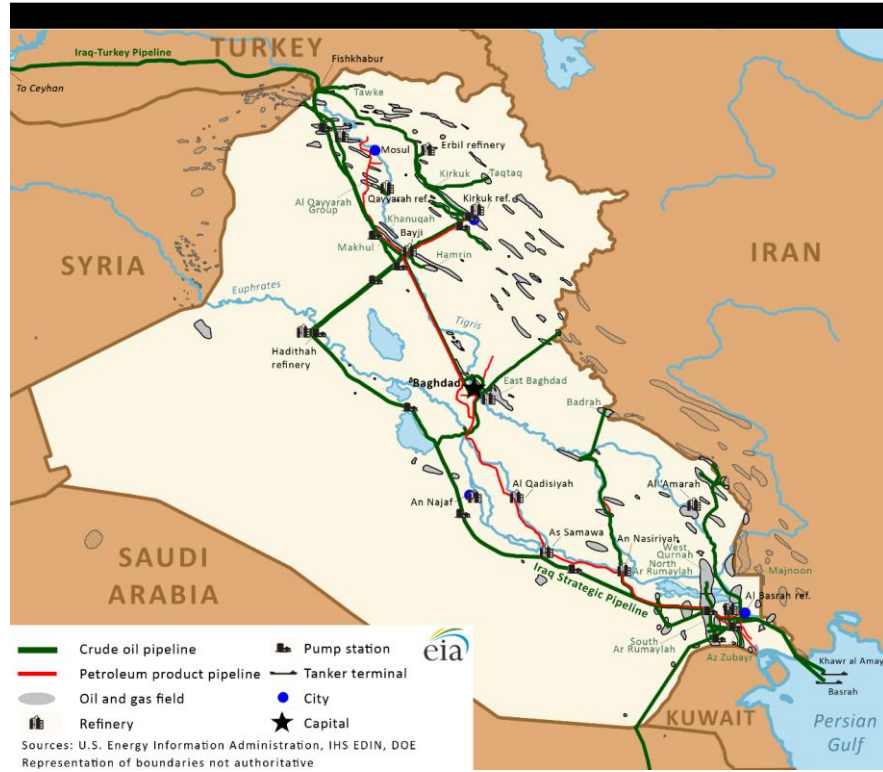 TURKEY
Iraq-Turkey Pipeline
Fishkhabur
To Ceyhan
Tawke
Mosul
Erbil refinery
Kirkuk
Taqtaq
Al Qayyarah
Group
Qayyarah ref.
Kirkuk ref.
Khanuqah
Bayji
Makhul
Hamrin
SYRIA
IRAN
Euphrates
Tigris
Hadithah
refinery
Baghdad
East Baghdad
Badrah
An Najaf
Al Qadisiyah
Al 'Amarah
As Samawa
An Nasiriyah
West
Qurnah
North
Ar Rumaylah
Majnoon
SAUDI
ARABIA
Iraq Strategic Pipeline
Al Basrah ref.
South
Ar Rumaylah
Az Zubayr
Khawr al Amay
Basrah
KUWAIT
Persian
Gulf
eia
Crude oil pipeline
Pump station
Petroleum product pipeline
Tanker terminal
Oil and gas field
City
Refinery
Capital
Sources: U.S. Energy Information Administration, IHS EDIN, DOE
Representation of boundaries not authoritative